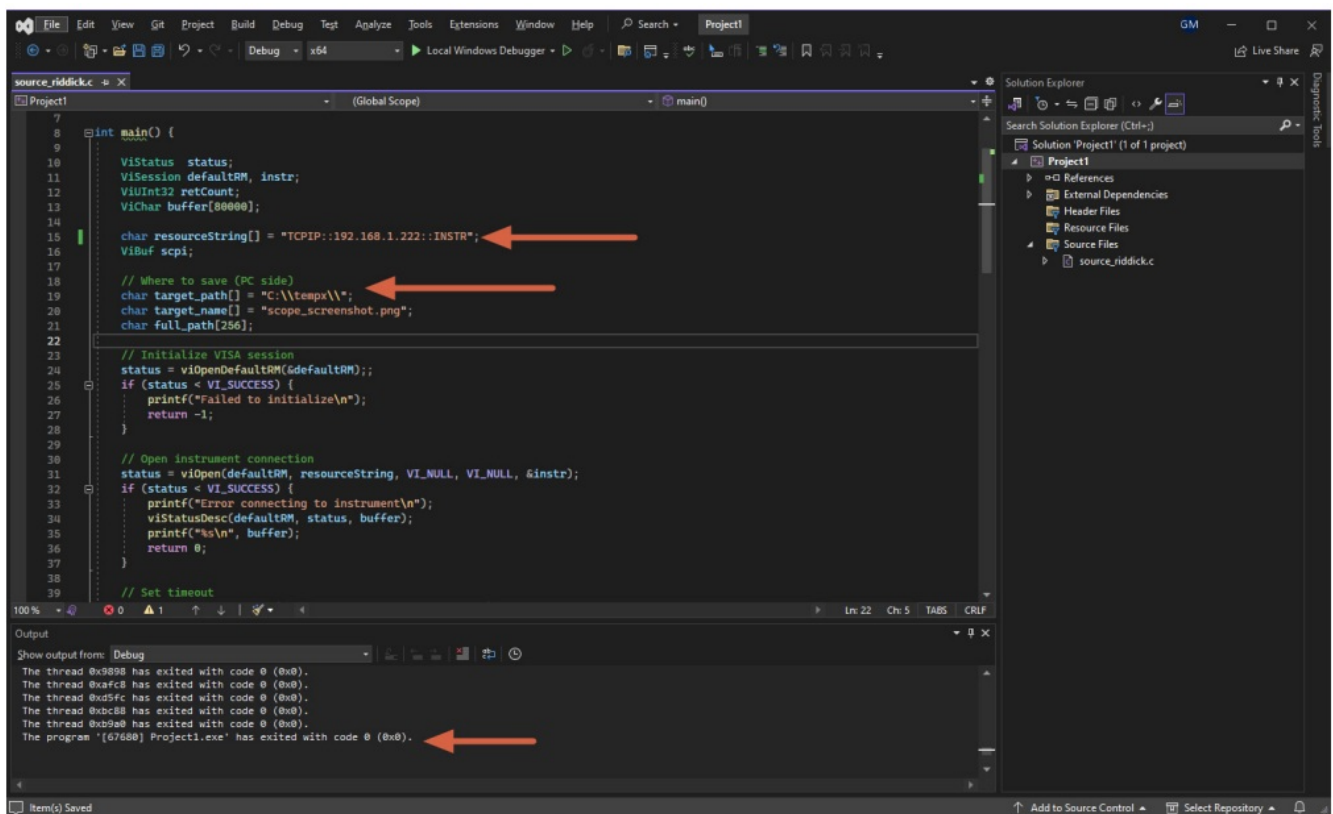 File Edit View Git Project Build Debug Test Analyze Tools Extensions Window Help Search Project1 GM
Debug x64 Local Windows Debugger Live Share
source_riddick.c
Project1 (Global Scope) main()
7
8 int main() {
9
10 ViStatus status;
11 ViSession defaultRM, instr;
12 ViUInt32 retCount;
13 ViChar buffer[80000];
14
15 char resourceString[] = "TCPIP::192.168.1.222::INSTR";
16 ViBuf scpi;
17
18 // Where to save (PC side)
19 char target_path[] = "C:\\tempx\\";
20 char target_name[] = "scope_screenshot.png";
21 char full_path[256];
22
23 // Initialize VISA session
24 status = viOpenDefaultRM(&defaultRM);;
25 if (status < VI_SUCCESS) {
26 printf("Failed to initialize\n");
27 return -1;
28 }
29
30 // Open instrument connection
31 status = viOpen(defaultRM, resourceString, VI_NULL, VI_NULL, &instr);
32 if (status < VI_SUCCESS) {
33 printf("Error connecting to instrument\n");
34 viStatusDesc(defaultRM, status, buffer);
35 printf("%s\n", buffer);
36 return 0;
37 }
38
39 // Set timeout
100 % 0 1 Ln: 22 Ch: 5 TABS CRLF
Output
Show output from: Debug
The thread 0x9898 has exited with code 0 (0x0).
The thread 0xafc8 has exited with code 0 (0x0).
The thread 0xd5fc has exited with code 0 (0x0).
The thread 0xbc88 has exited with code 0 (0x0).
The thread 0xb9a0 has exited with code 0 (0x0).
The program '[67680] Project1.exe' has exited with code 0 (0x0).
Solution Explorer
Search Solution Explorer (Ctrl+;)
Solution 'Project1' (1 of 1 project)
Project1
References
External Dependencies
Header Files
Resource Files
Source Files
source_riddick.c
Diagnostic Tools
Item(s) Saved Add to Source Control Select Repository